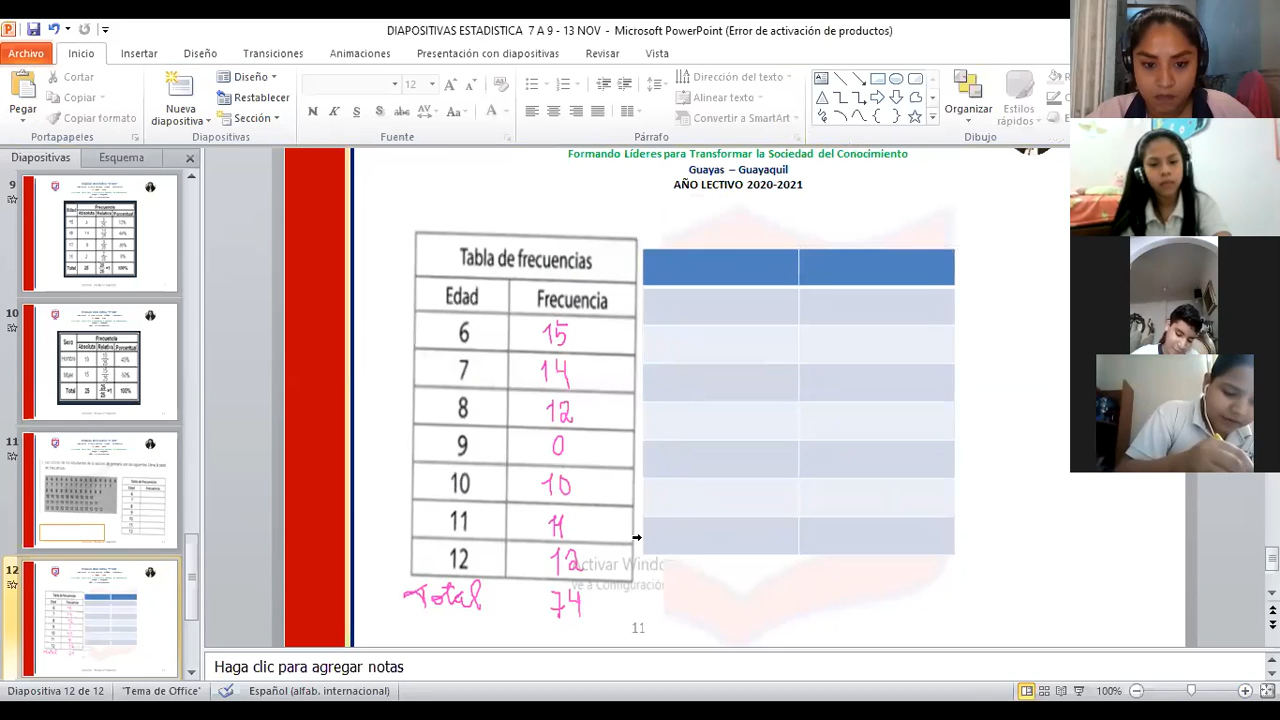 DIAPOSITIVAS ESTADISTICA 7 A 9 - 13 NOV - Microsoft PowerPoint (Error de activación de productos)
Archivo Inicio Insertar Diseño Transiciones Animaciones Presentación con diapositivas Revisar Vista
Pegar
Cortar
Copiar
Copiar formato
Portapapeles
Nueva diapositiva
Diseño
Restablecer
Sección
Diapositivas
12
Fuente
Dirección del texto
Alinear texto
Convertir a SmartArt
Párrafo
Organizar
Estilos rápidos
Dibujo
Diapositivas Esquema
9
10
11
12
Formando Líderes para Transformar la Sociedad del Conocimiento
Guayas – Guayaquil
AÑO LECTIVO 2020-2021
Tabla de frecuencias
Edad Frecuencia
6 15
7 14
8 12
9 0
10 10
11 11
12 12
Total 74
11
Haga clic para agregar notas
Diapositiva 12 de 12 "Tema de Office" Español (alfab. internacional) 100%